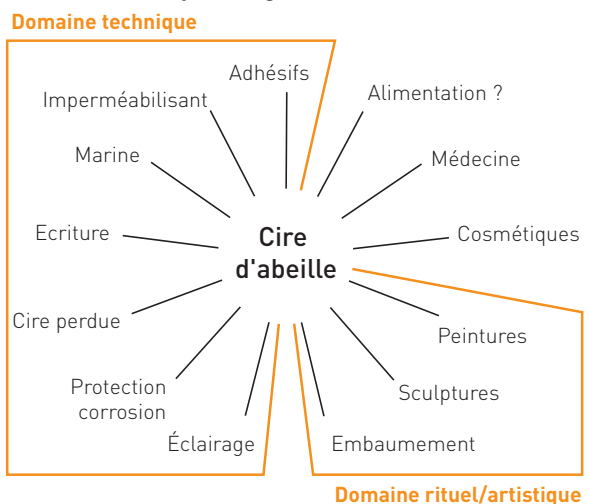 Domaine technique
Adhésifs
Imperméabilisant
Alimentation ?
Marine
Médecine
Ecriture
Cire
d'abeille
Cosmétiques
Cire perdue
Peintures
Protection
corrosion
Sculptures
Éclairage
Embaumement
Domaine rituel/artistique